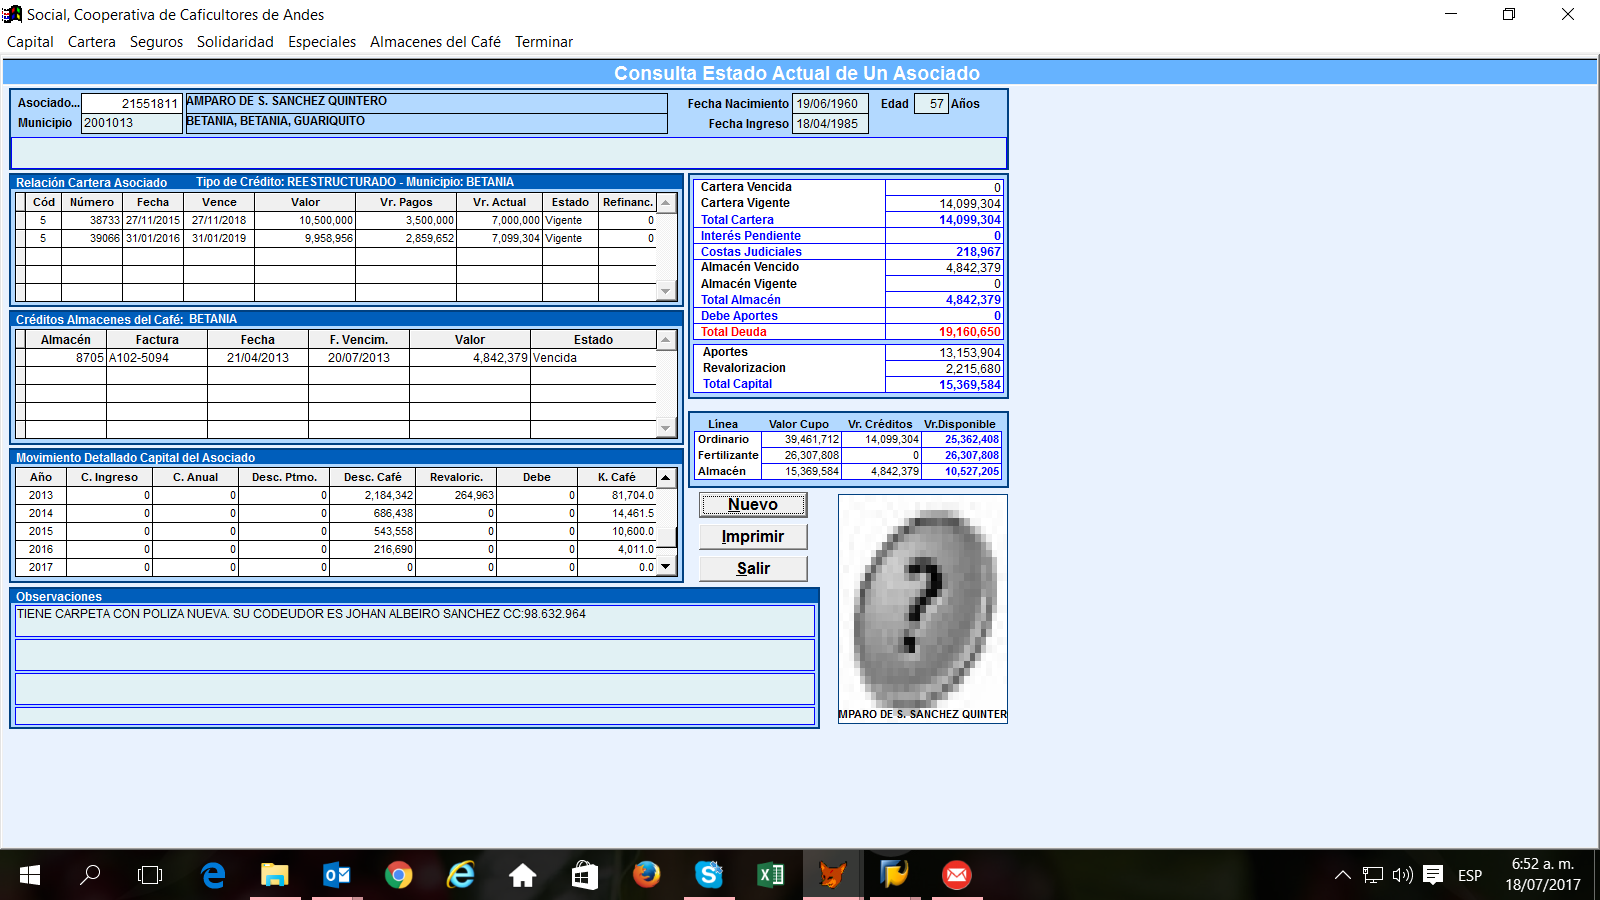 Social, Cooperativa de Caficultores de Andes
Capital Cartera Seguros Solidaridad Especiales Almacenes del Café Terminar
Consulta Estado Actual de Un Asociado
Asociado... 21551811 AMPARO DE S. SANCHEZ QUINTERO Fecha Nacimiento 19/06/1960 Edad 57 Años
Municipio 2001013 BETANIA, BETANIA, GUARIQUITO Fecha Ingreso 18/04/1985
Relación Cartera Asociado Tipo de Crédito: REESTRUCTURADO - Municipio: BETANIA
Cód Número Fecha Vence Valor Vr. Pagos Vr. Actual Estado Refinanc.
5 38733 27/11/2015 27/11/2018 10,500,000 3,500,000 7,000,000 Vigente 0
5 39066 31/01/2016 31/01/2019 9,958,956 2,859,652 7,099,304 Vigente 0
Créditos Almacenes del Café: BETANIA
Almacén Factura Fecha F. Vencim. Valor Estado
8705 A102-5094 21/04/2013 20/07/2013 4,842,379 Vencida
Movimiento Detallado Capital del Asociado
Año C. Ingreso C. Anual Desc. Ptmo. Desc. Café Revaloric. Debe K. Café
2013 0 0 0 2,184,342 264,963 0 81,704.0
2014 0 0 0 686,438 0 0 14,461.5
2015 0 0 0 543,558 0 0 10,600.0
2016 0 0 0 216,690 0 0 4,011.0
2017 0 0 0 0 0 0 0.0
Observaciones
TIENE CARPETA CON POLIZA NUEVA. SU CODEUDOR ES JOHAN ALBEIRO SANCHEZ CC:98.632.964
Cartera Vencida 0
Cartera Vigente 14,099,304
Total Cartera 14,099,304
Interés Pendiente 0
Costas Judiciales 218,967
Almacén Vencido 4,842,379
Almacén Vigente 0
Total Almacén 4,842,379
Debe Aportes 0
Total Deuda 19,160,650
Aportes 13,153,904
Revalorizacion 2,215,680
Total Capital 15,369,584
Línea Valor Cupo Vr. Créditos Vr.Disponible
Ordinario 39,461,712 14,099,304 25,362,408
Fertilizante 26,307,808 0 26,307,808
Almacén 15,369,584 4,842,379 10,527,205
Nuevo
Imprimir
Salir
?
MPARO DE S. SANCHEZ QUINTER
ESP
6:52 a. m.
18/07/2017